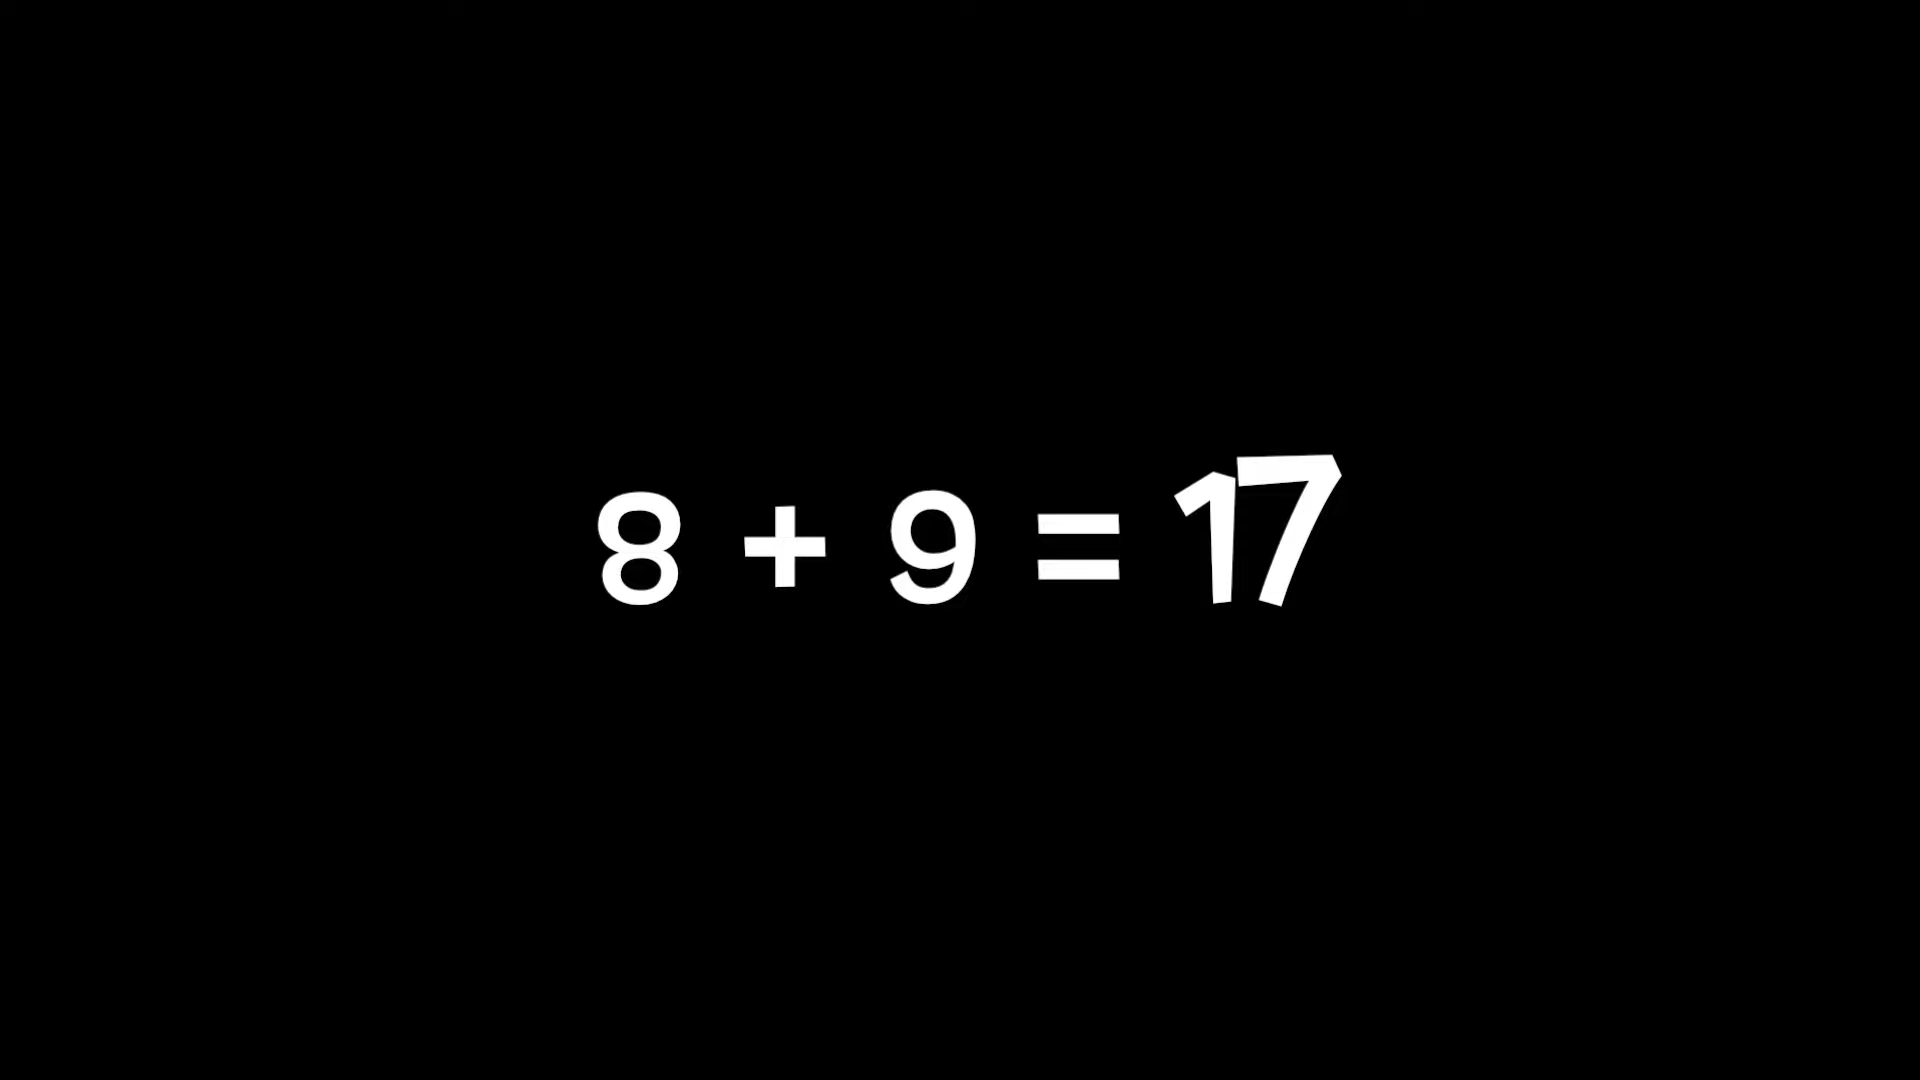 8 + 9 = 17